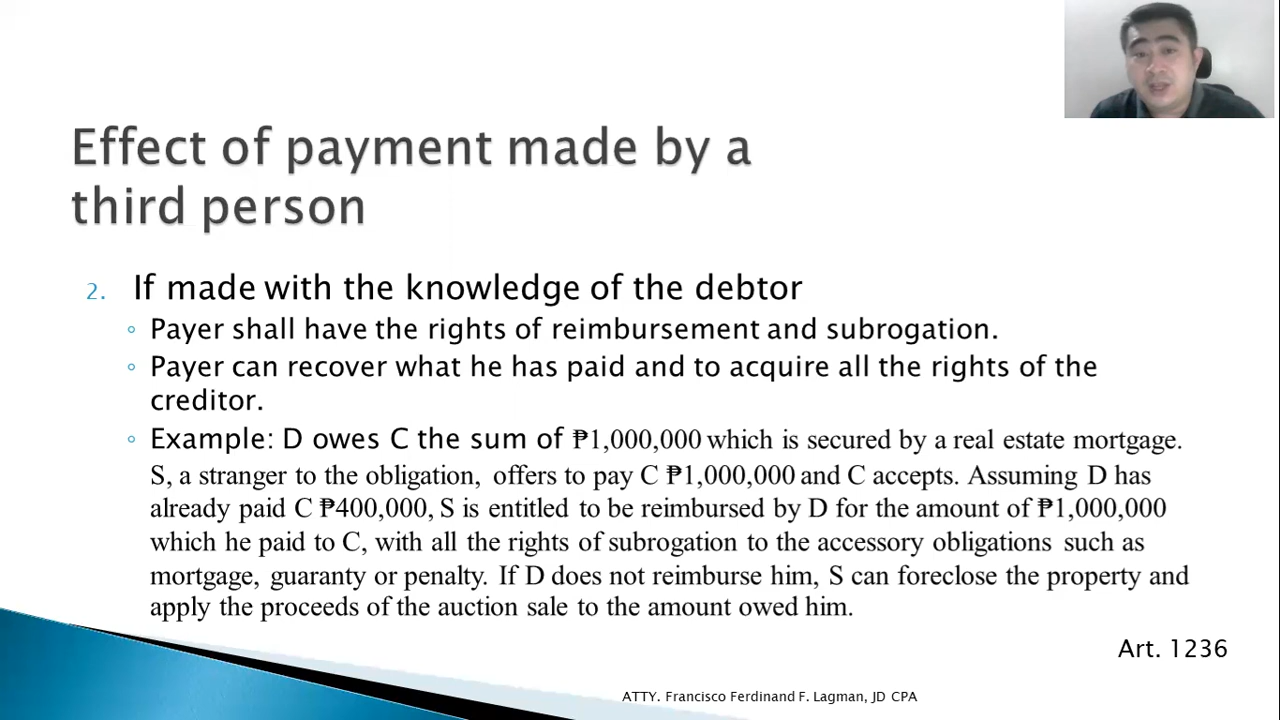 Effect of payment made by a
third person
2. If made with the knowledge of the debtor
◦ Payer shall have the rights of reimbursement and subrogation.
◦ Payer can recover what he has paid and to acquire all the rights of the
creditor.
◦ Example: D owes C the sum of ₱1,000,000 which is secured by a real estate mortgage.
S, a stranger to the obligation, offers to pay C ₱1,000,000 and C accepts. Assuming D has
already paid C ₱400,000, S is entitled to be reimbursed by D for the amount of ₱1,000,000
which he paid to C, with all the rights of subrogation to the accessory obligations such as
mortgage, guaranty or penalty. If D does not reimburse him, S can foreclose the property and
apply the proceeds of the auction sale to the amount owed him.
Art. 1236
ATTY. Francisco Ferdinand F. Lagman, JD CPA